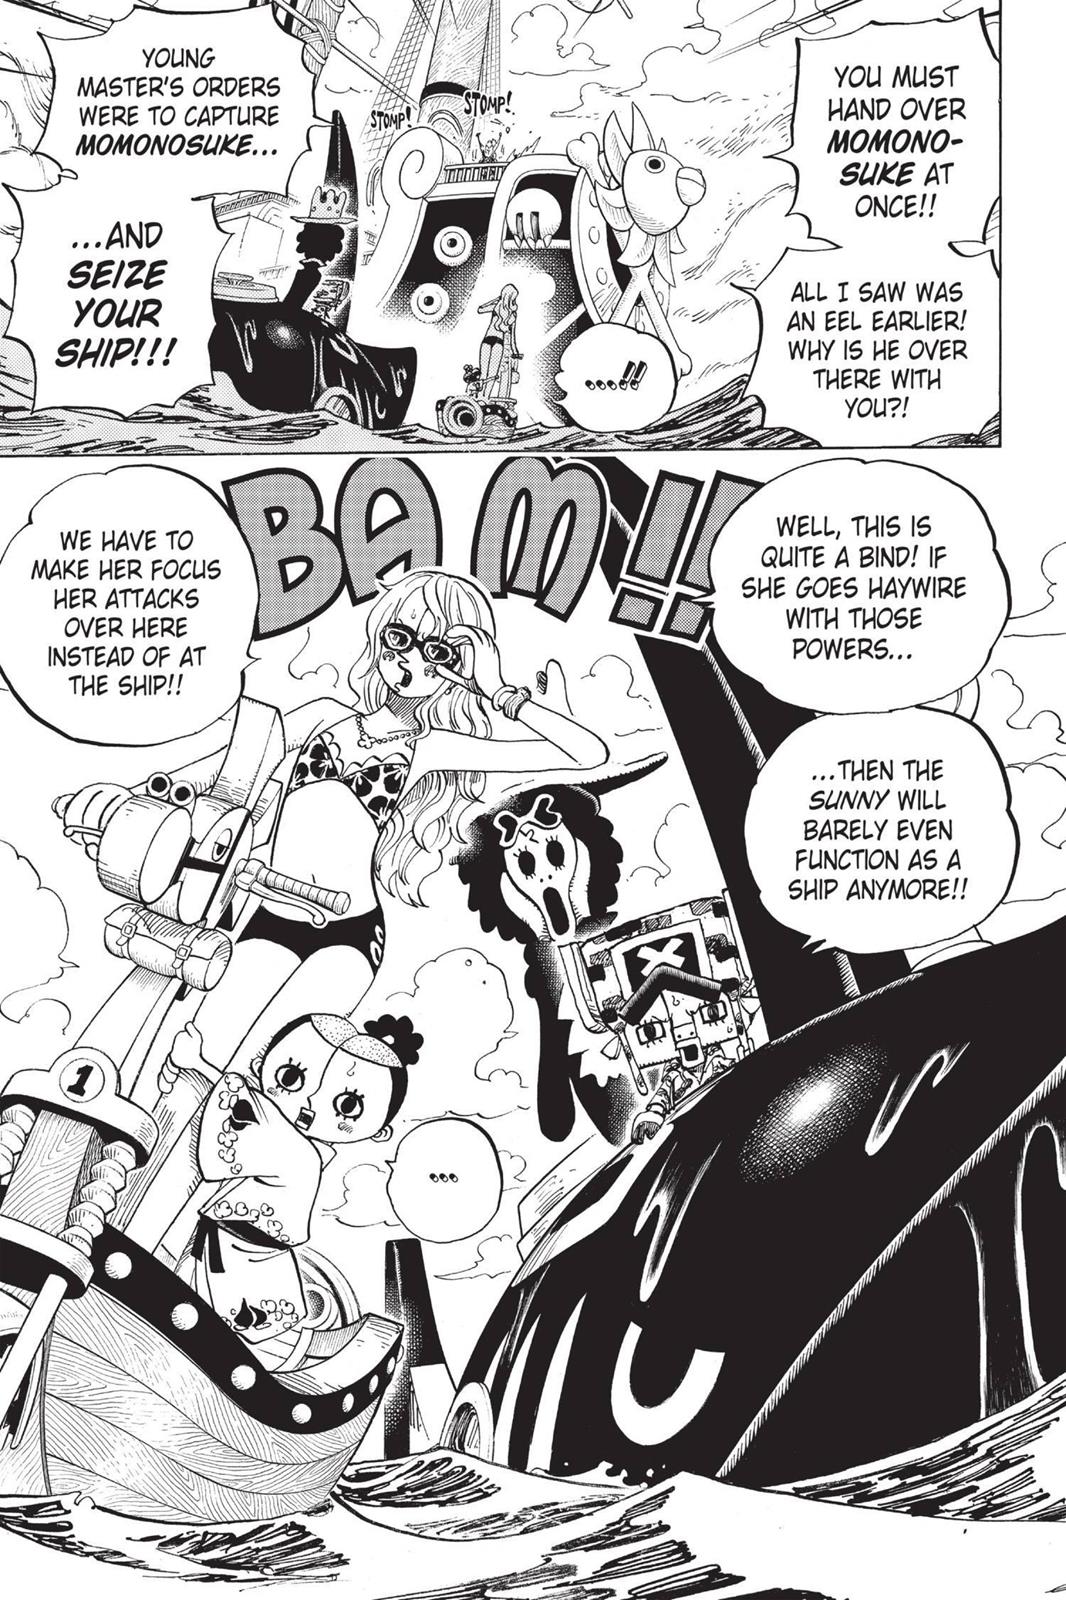 YOU MUST
HAND OVER
MOMONO-
SUKE AT
ONCE!!
ALL I SAW WAS
AN EEL EARLIER!
WHY IS HE OVER
THERE WITH
YOU?!
STOMP!
STOMP!
....!!
YOUNG
MASTER'S ORDERS
WERE TO CAPTURE
MOMONOSUKE...
...AND
SEIZE
YOUR
SHIP!!!
BAM!!
WELL, THIS IS
QUITE A BIND! IF
SHE GOES HAYWIRE
WITH THOSE
POWERS...
...THEN THE
SUNNY WILL
BARELY EVEN
FUNCTION AS A
SHIP ANYMORE!!
WE HAVE TO
MAKE HER FOCUS
HER ATTACKS
OVER HERE
INSTEAD OF AT
THE SHIP!!
...
1